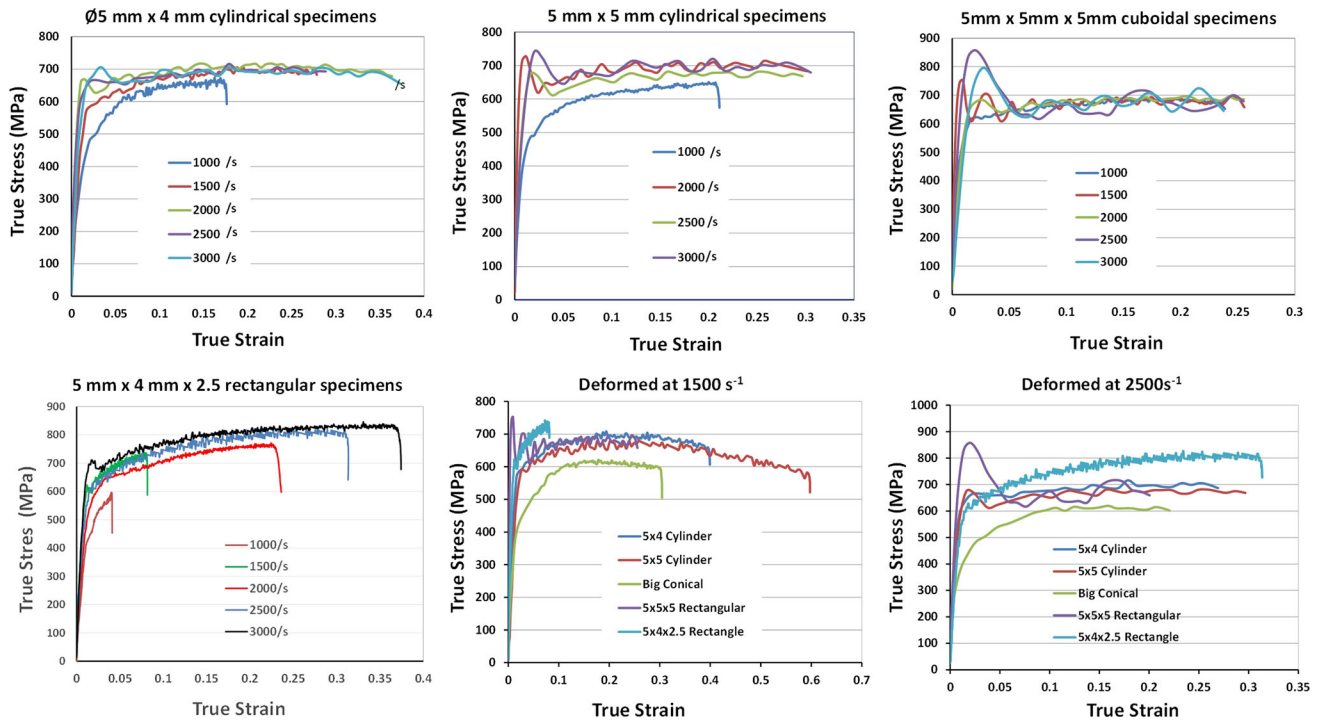 Ø5 mm x 4 mm cylindrical specimens
800
700
600
500
400
300
200
100
0
0
0.05
0.1
0.15
0.2
0.25
0.3
0.35
0.4
True Stress (MPa)
True Strain
1000 /s
1500 /s
2000 /s
2500 /s
3000 /s
/s
5 mm x 5 mm cylindrical specimens
800
700
600
500
400
300
200
100
0
0
0.05
0.1
0.15
0.2
0.25
0.3
0.35
True Stress MPa)
True Strain
1000 /s
2000 /s
2500 /s
3000 /s
5mm x 5mm x 5mm cuboidal specimens
900
800
700
600
500
400
300
200
100
0
0
0.05
0.1
0.15
0.2
0.25
0.3
True Stress (MPa)
True Strain
1000
1500
2000
2500
3000
5 mm x 4 mm x 2.5 rectangular specimens
900
800
700
600
500
400
300
200
100
0
0
0.05
0.1
0.15
0.2
0.25
0.3
0.35
0.4
True Stres (MPa)
True Strain
1000/s
1500/s
2000/s
2500/s
3000/s
Deformed at 1500 s-1
800
700
600
500
400
300
200
100
0
0
0.1
0.2
0.3
0.4
0.5
0.6
0.7
True Stress (MPa)
True Strain
5x4 Cylinder
5x5 Cylinder
Big Conical
5x5x5 Rectangular
5x4x2.5 Rectangle
Deformed at 2500s-1
1000
900
800
700
600
500
400
300
200
100
0
0
0.05
0.1
0.15
0.2
0.25
0.3
0.35
True Stress (MPa)
True Strain
5x4 Cylinder
5x5 Cylinder
Big Conical
5x5x5 Rectangular
5x4x2.5 Rectangle